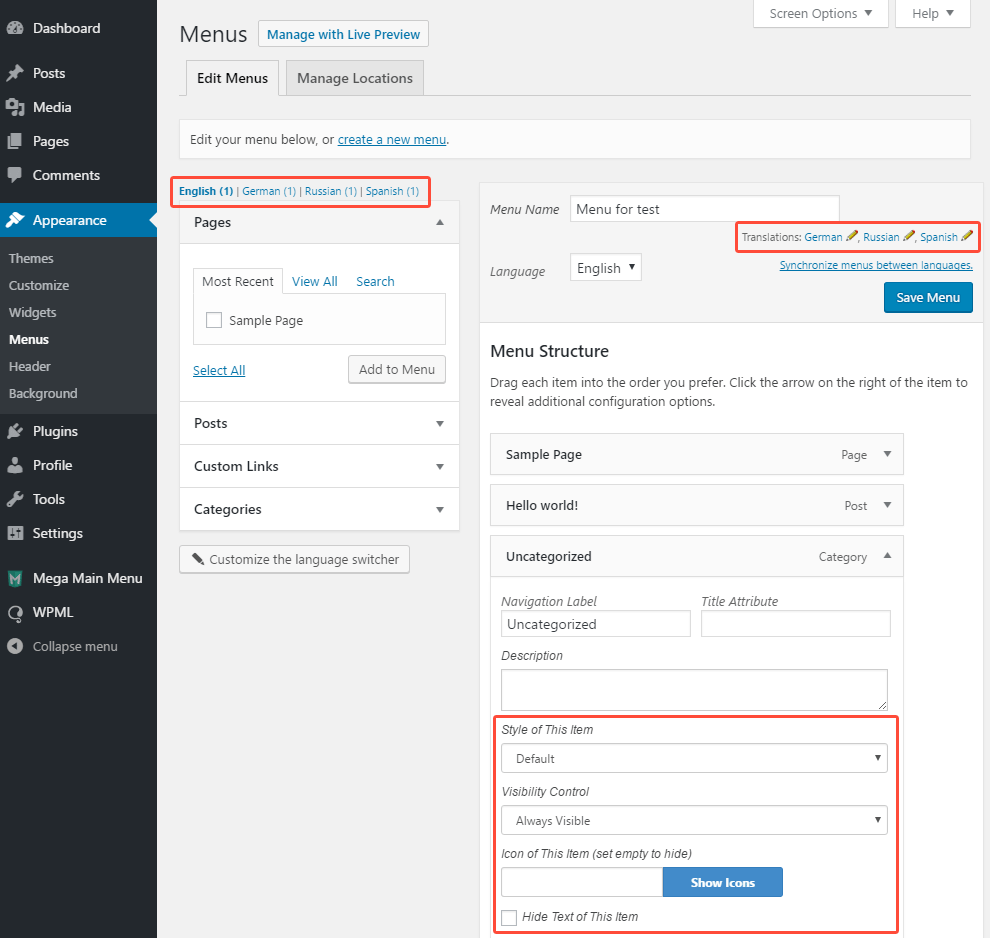 Dashboard
Posts
Media
Pages
Comments
Appearance
Themes
Customize
Widgets
Menus
Header
Background
Plugins
Profile
Tools
Settings
Mega Main Menu
WPML
Collapse menu
Screen Options
Help
Menus
Manage with Live Preview
Edit Menus
Manage Locations
Edit your menu below, or create a new menu.
English (1) | German (1) | Russian (1) | Spanish (1)
Pages
Most Recent
View All
Search
Sample Page
Select All
Add to Menu
Posts
Custom Links
Categories
Customize the language switcher
Menu Name
Menu for test
Translations: German , Russian , Spanish
Language
English
Synchronize menus between languages.
Save Menu
Menu Structure
Drag each item into the order you prefer. Click the arrow on the right of the item to
reveal additional configuration options.
Sample Page
Page
Hello world!
Post
Uncategorized
Category
Navigation Label
Title Attribute
Uncategorized
Description
Style of This Item
Default
Visibility Control
Always Visible
Icon of This Item (set empty to hide)
Show Icons
Hide Text of This Item